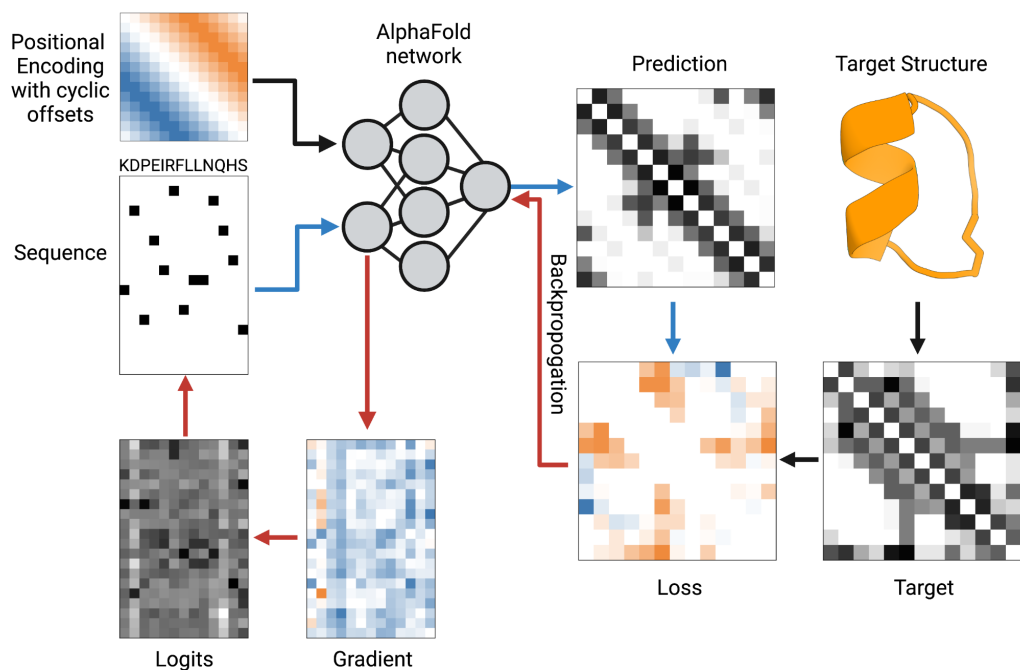 Positional
Encoding
with cyclic
offsets
AlphaFold
network
Prediction
Target Structure
KDPEIRFLLNQHS
Sequence
Backpropogation
Loss
Target
Logits
Gradient